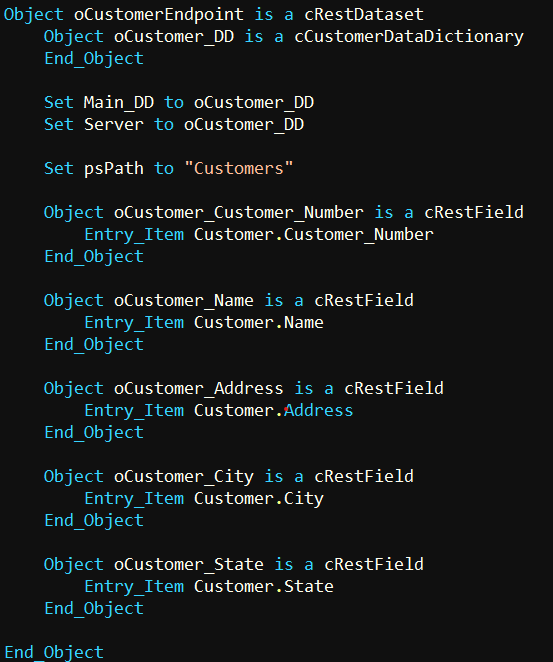 Object oCustomerEndpoint is a cRestDataset
    Object oCustomer_DD is a cCustomerDataDictionary
    End_Object

    Set Main_DD to oCustomer_DD
    Set Server to oCustomer_DD

    Set psPath to "Customers"

    Object oCustomer_Customer_Number is a cRestField
        Entry_Item Customer.Customer_Number
    End_Object

    Object oCustomer_Name is a cRestField
        Entry_Item Customer.Name
    End_Object

    Object oCustomer_Address is a cRestField
        Entry_Item Customer.Address
    End_Object

    Object oCustomer_City is a cRestField
        Entry_Item Customer.City
    End_Object

    Object oCustomer_State is a cRestField
        Entry_Item Customer.State
    End_Object

End_Object